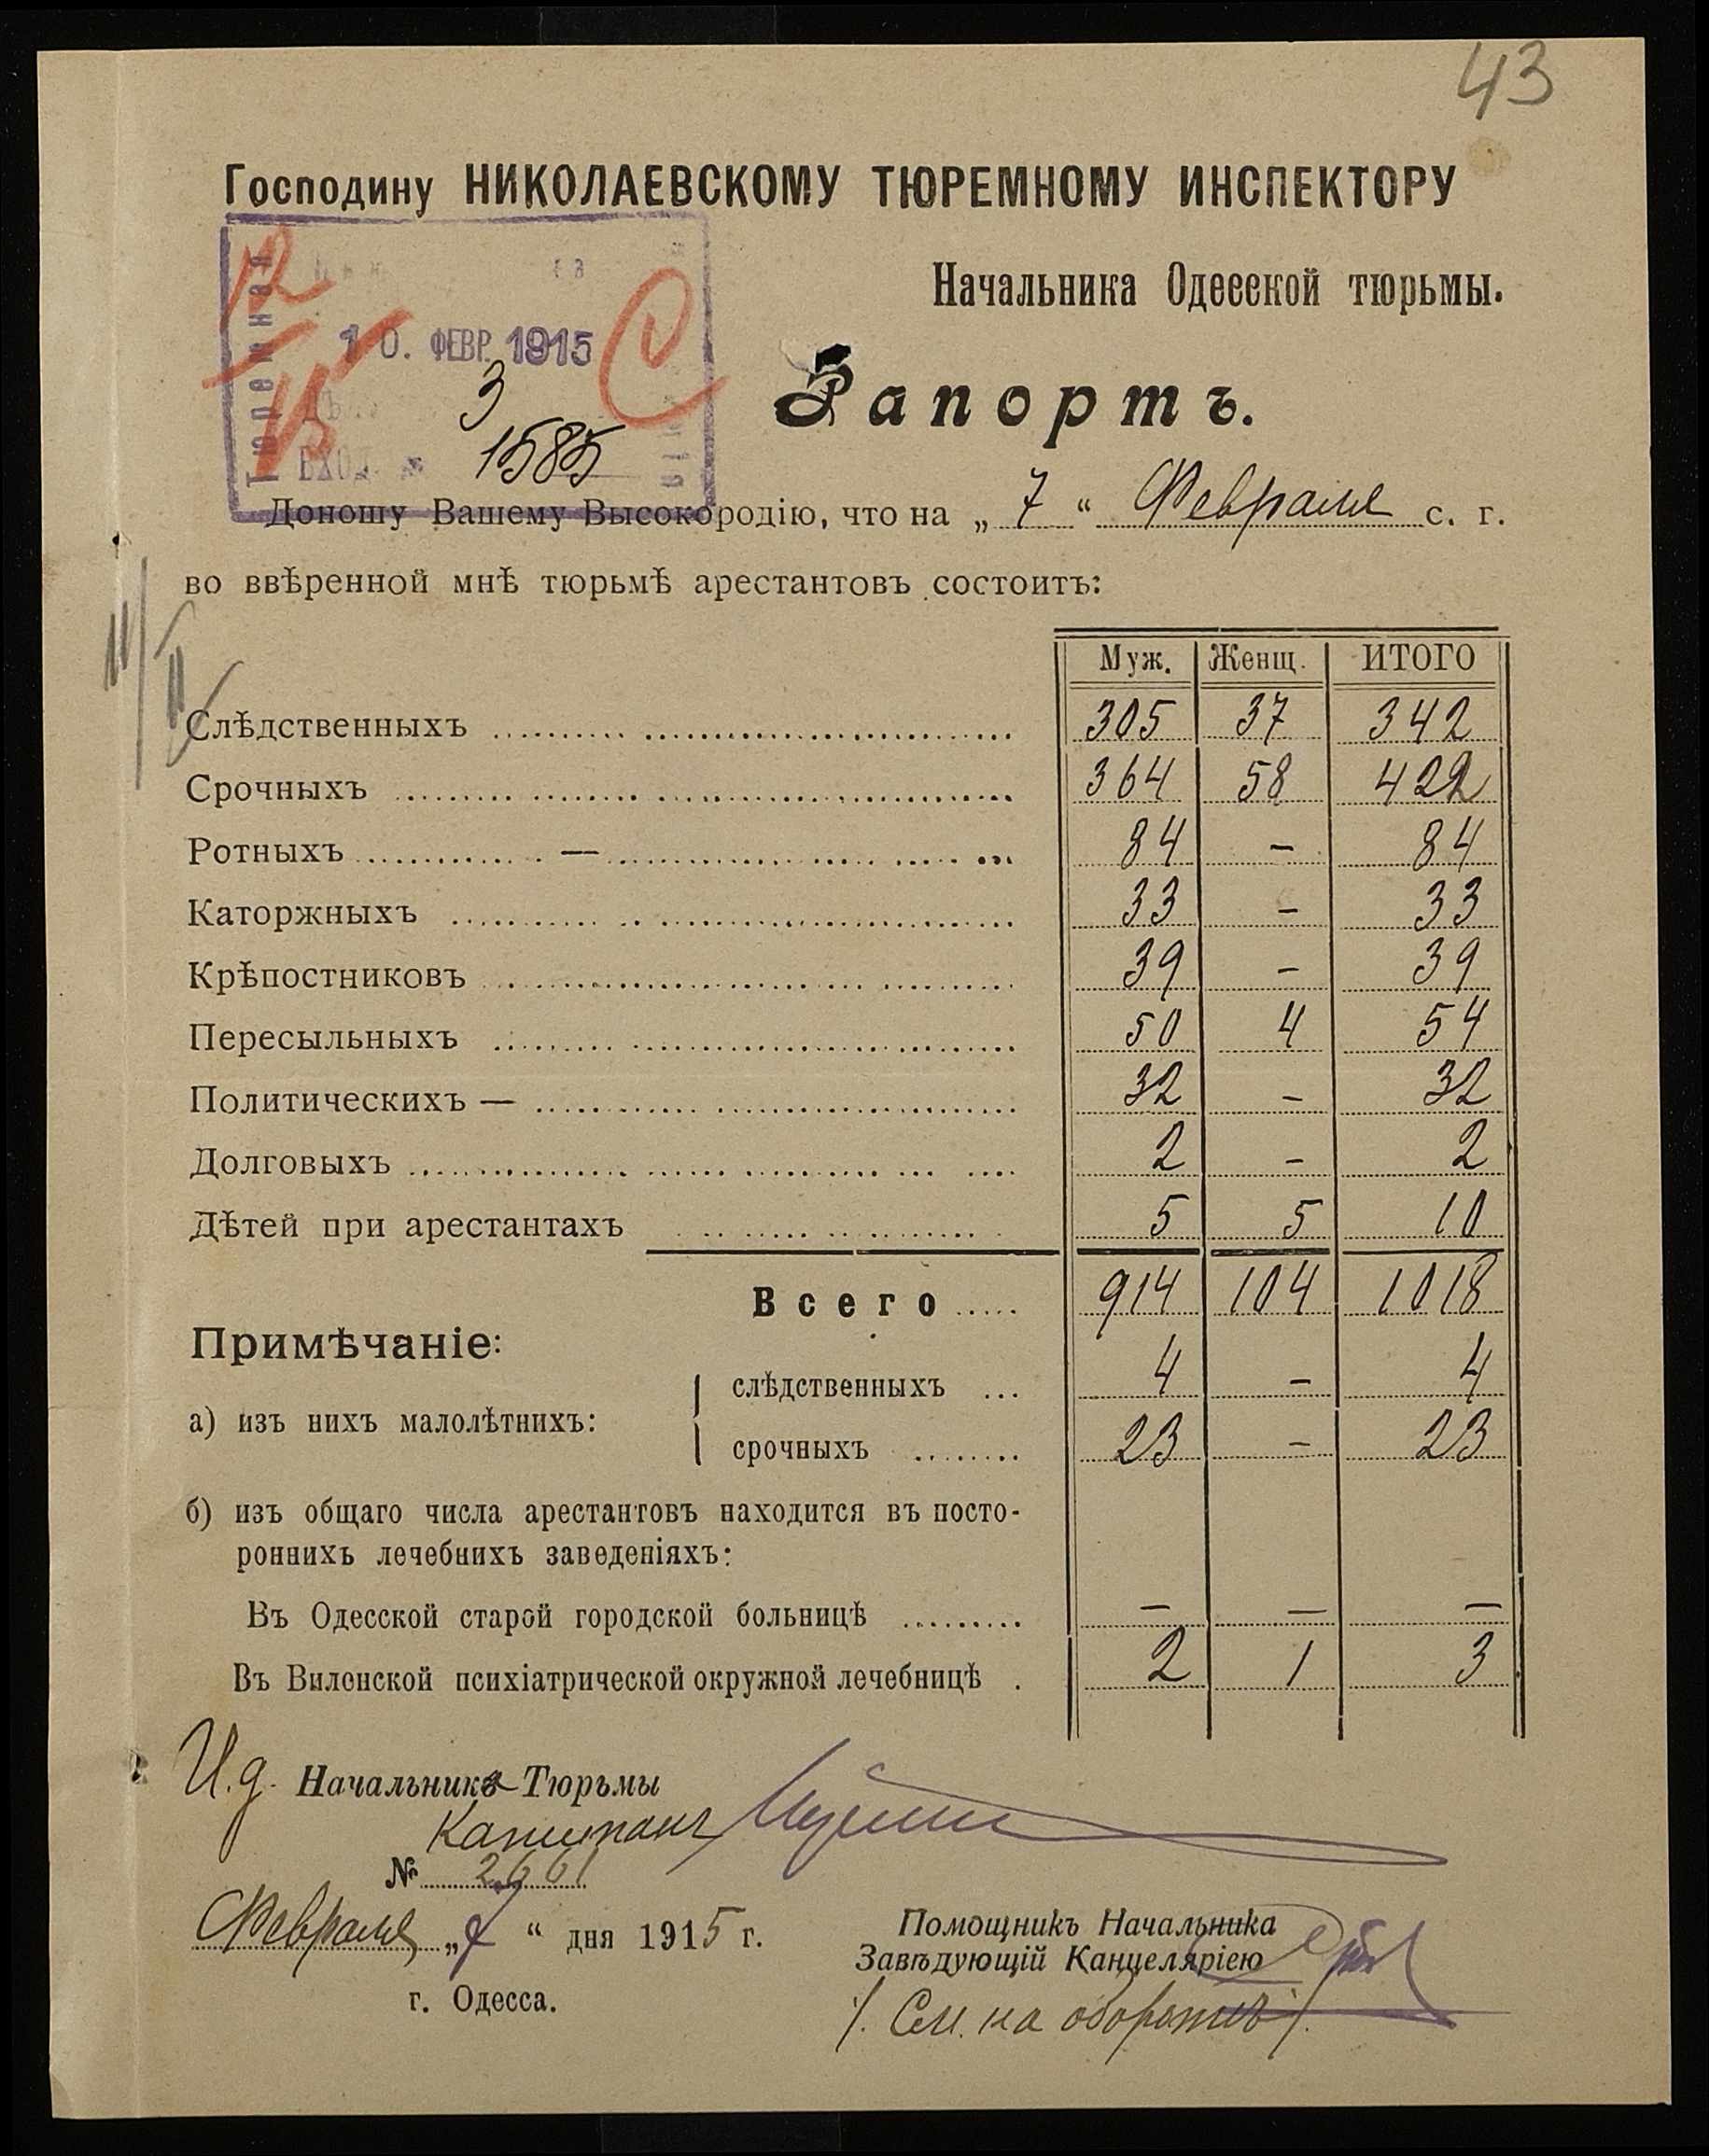 43
Господину НИКОЛАЕВСКОМУ ТЮРЕМНОМУ ИНСПЕКТОРУ
Начальника Одесской тюрьмы.
Тюремная
10. ФЕВР. 1915
3
ВХОД. № 1585
Рапортъ.
Доношу Вашему Высокородію, что на „ 7 “ Февраля с. г.
во ввѣренной мнѣ тюрьмѣ арестантовъ состоитъ:
Муж. Женщ. ИТОГО
Слѣдственныхъ 305 37 342
Срочныхъ 364 58 422
Ротныхъ — 84 - 84
Каторжныхъ 33 - 33
Крѣпостниковъ 39 - 39
Пересыльныхъ 50 4 54
Политическихъ — 32 - 32
Долговыхъ 2 - 2
Дѣтей при арестантахъ 5 5 10
Всего 914 104 1018
Примѣчаніе:
слѣдственныхъ 4 - 4
а) изъ нихъ малолѣтнихъ:
срочныхъ 23 - 23
б) изъ общаго числа арестантовъ находится въ посто-
роннихъ лечебнихъ заведеніяхъ:
Въ Одесской старой городской больницѣ — — —
Въ Виленской психіатрической окружной лечебницѣ 2 1 3
И.д. Начальника Тюрьмы
Капитанъ
№ 2661
Февраля „7“ дня 1915 г.
г. Одесса.
Помощникъ Начальника
Завѣдующій Канцеляріею
/. См. на оборотѣ /.